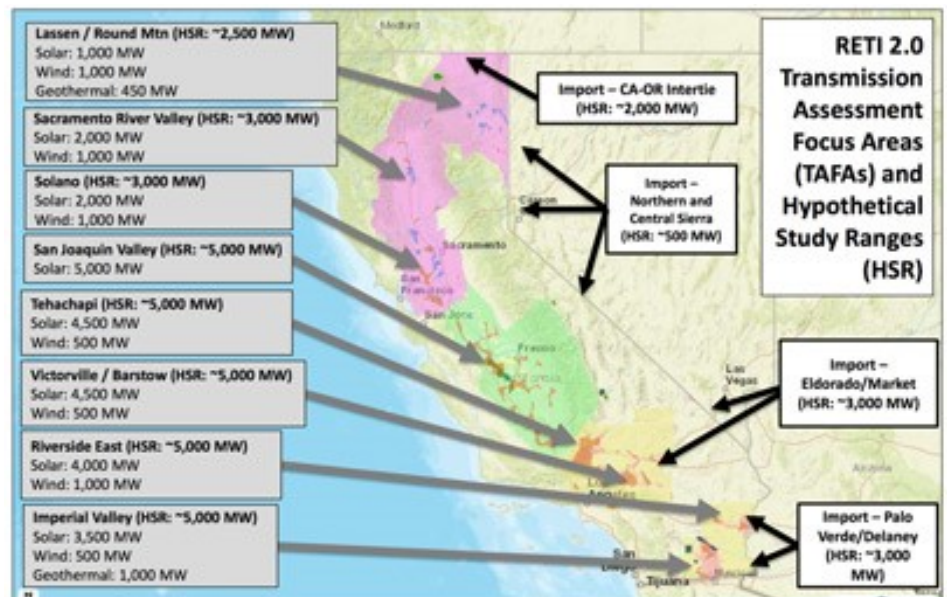 RETI 2.0
Transmission
Assessment
Focus Areas
(TAFAs) and
Hypothetical
Study Ranges
(HSR)
Lassen / Round Mtn (HSR: ~2,500 MW)
Solar: 1,000 MW
Wind: 1,000 MW
Geothermal: 450 MW
Sacramento River Valley (HSR: ~3,000 MW)
Solar: 2,000 MW
Wind: 1,000 MW
Solano (HSR: ~3,000 MW)
Solar: 2,000 MW
Wind: 1,000 MW
San Joaquin Valley (HSR: ~5,000 MW)
Solar: 5,000 MW
Tehachapi (HSR: ~5,000 MW)
Solar: 4,500 MW
Wind: 500 MW
Victorville / Barstow (HSR: ~5,000 MW)
Solar: 4,500 MW
Wind: 500 MW
Riverside East (HSR: ~5,000 MW)
Solar: 4,000 MW
Wind: 1,000 MW
Imperial Valley (HSR: ~5,000 MW)
Solar: 3,500 MW
Wind: 500 MW
Geothermal: 1,000 MW
Import – CA-OR Intertie
(HSR: ~2,000 MW)
Import –
Northern and
Central Sierra
(HSR: ~500 MW)
Import –
Eldorado/Market
(HSR: ~3,000 MW)
Import – Palo
Verde/Delaney
(HSR: ~3,000
MW)
Medford
Carson
Sacramento
San
Francisco
San Jose
Fresno
Las
Vegas
Los
Angeles
Arizona
San
Diego
Tijuana
Mexicali